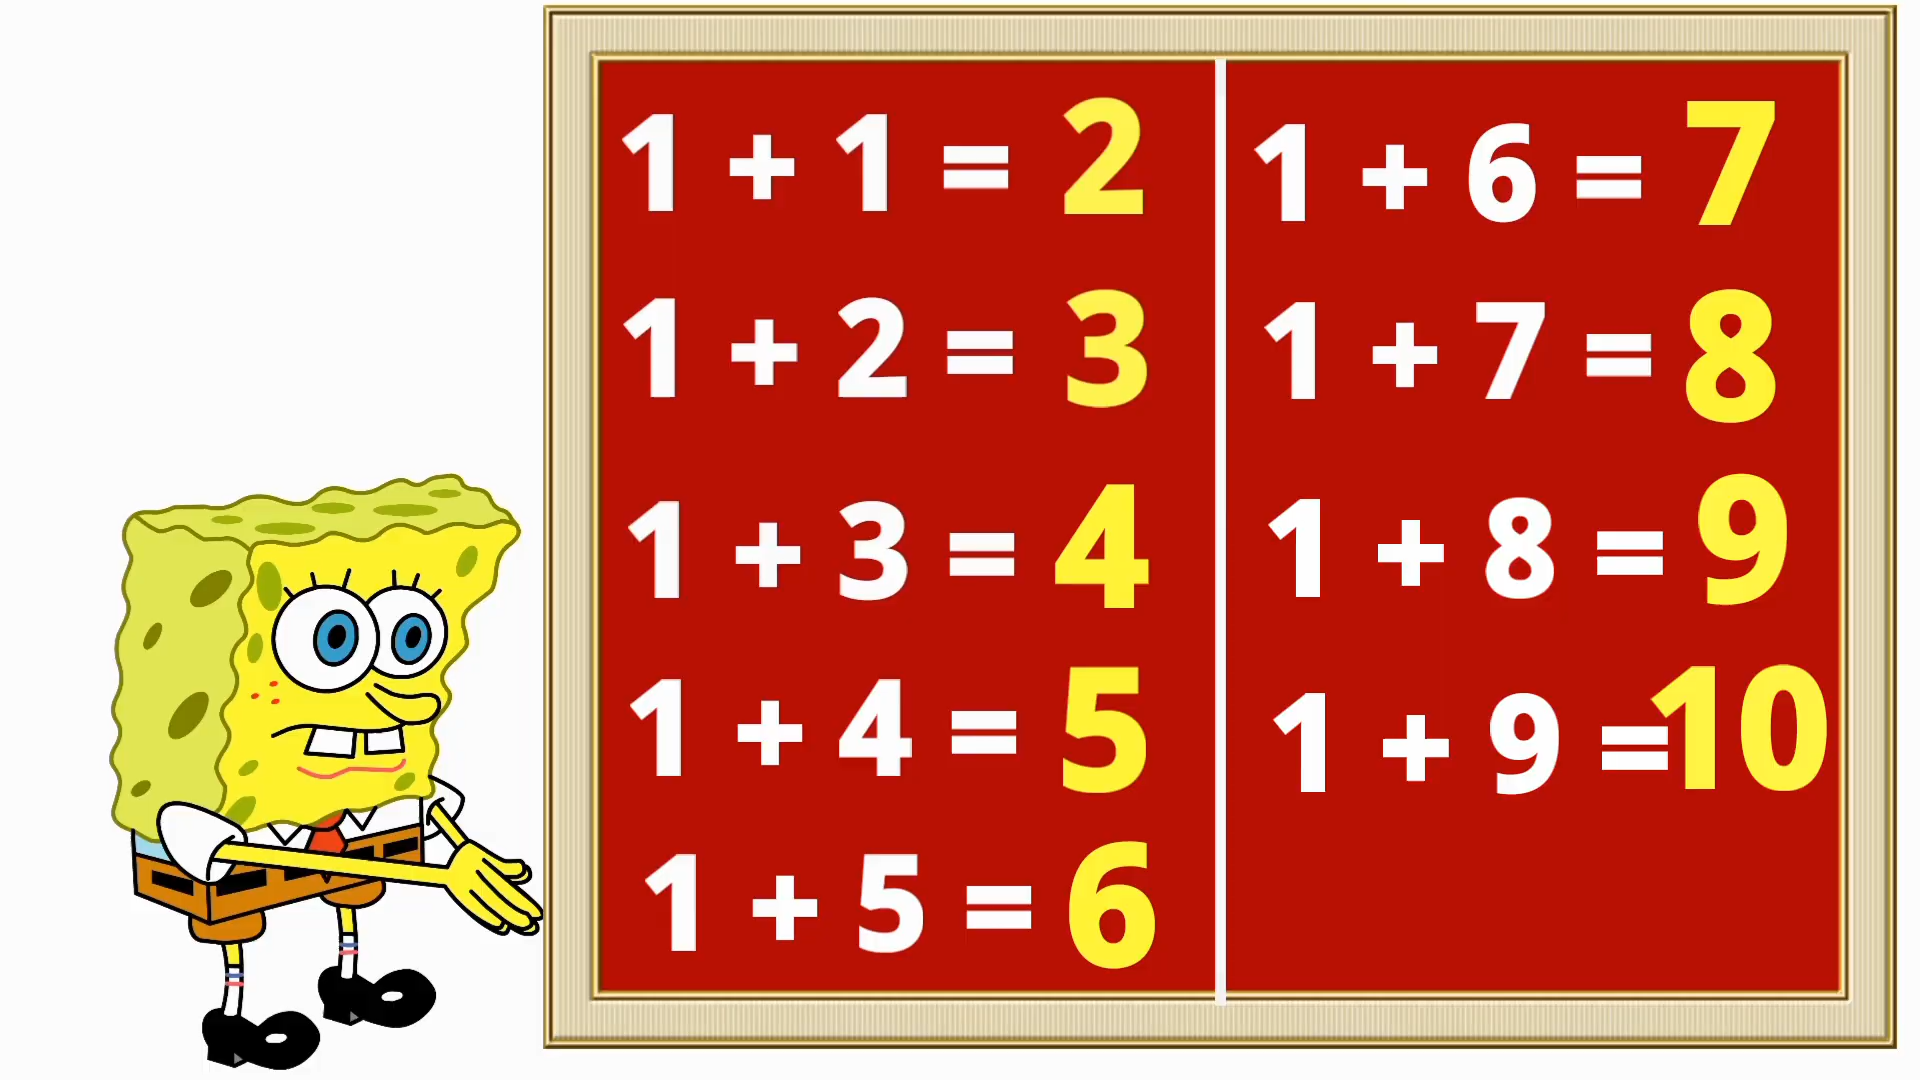 1 + 1 = 2
1 + 2 = 3
1 + 3 = 4
1 + 4 = 5
1 + 5 = 6
1 + 6 = 7
1 + 7 = 8
1 + 8 = 9
1 + 9 = 10